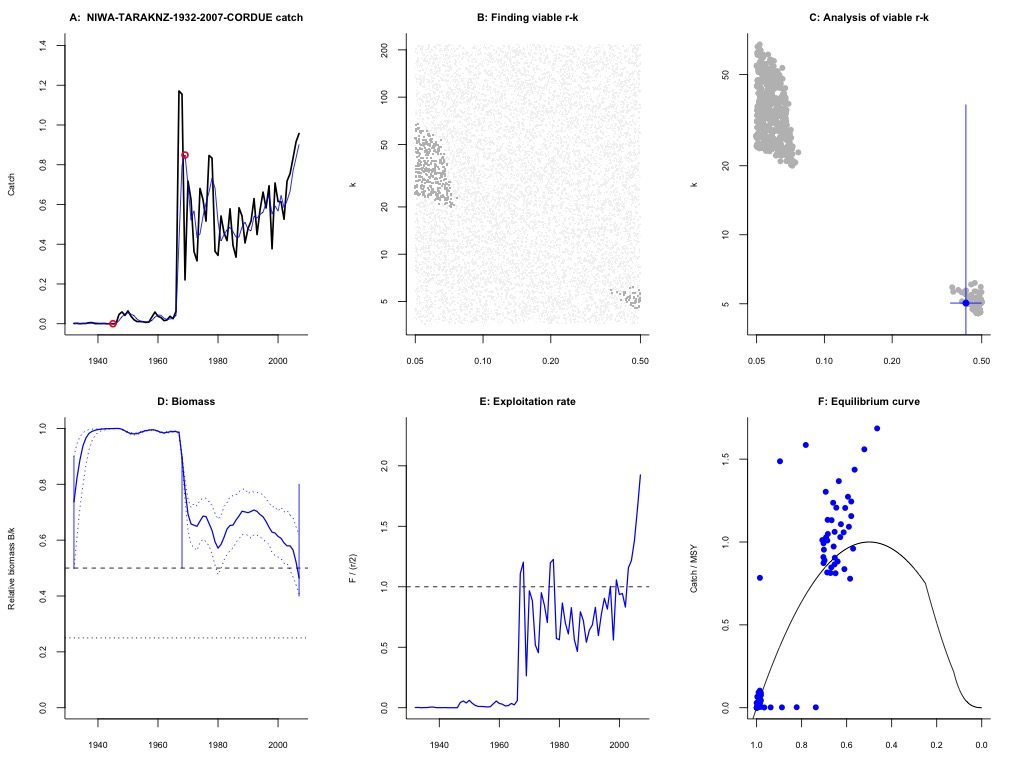 A:  NIWA-TARAKNZ-1932-2007-CORDUE catch
Catch
0.0 0.2 0.4 0.6 0.8 1.0 1.2 1.4
1940 1960 1980 2000
B: Finding viable r-k
k
5 10 20 50 100 200
0.05 0.10 0.20 0.50
C: Analysis of viable r-k
k
5 10 20 50
0.05 0.10 0.20 0.50
D: Biomass
Relative biomass B/k
0.0 0.2 0.4 0.6 0.8 1.0
1940 1960 1980 2000
E: Exploitation rate
F / (r/2)
0.0 0.5 1.0 1.5 2.0
1940 1960 1980 2000
F: Equilibrium curve
Catch / MSY
0.0 0.5 1.0 1.5
1.0 0.8 0.6 0.4 0.2 0.0